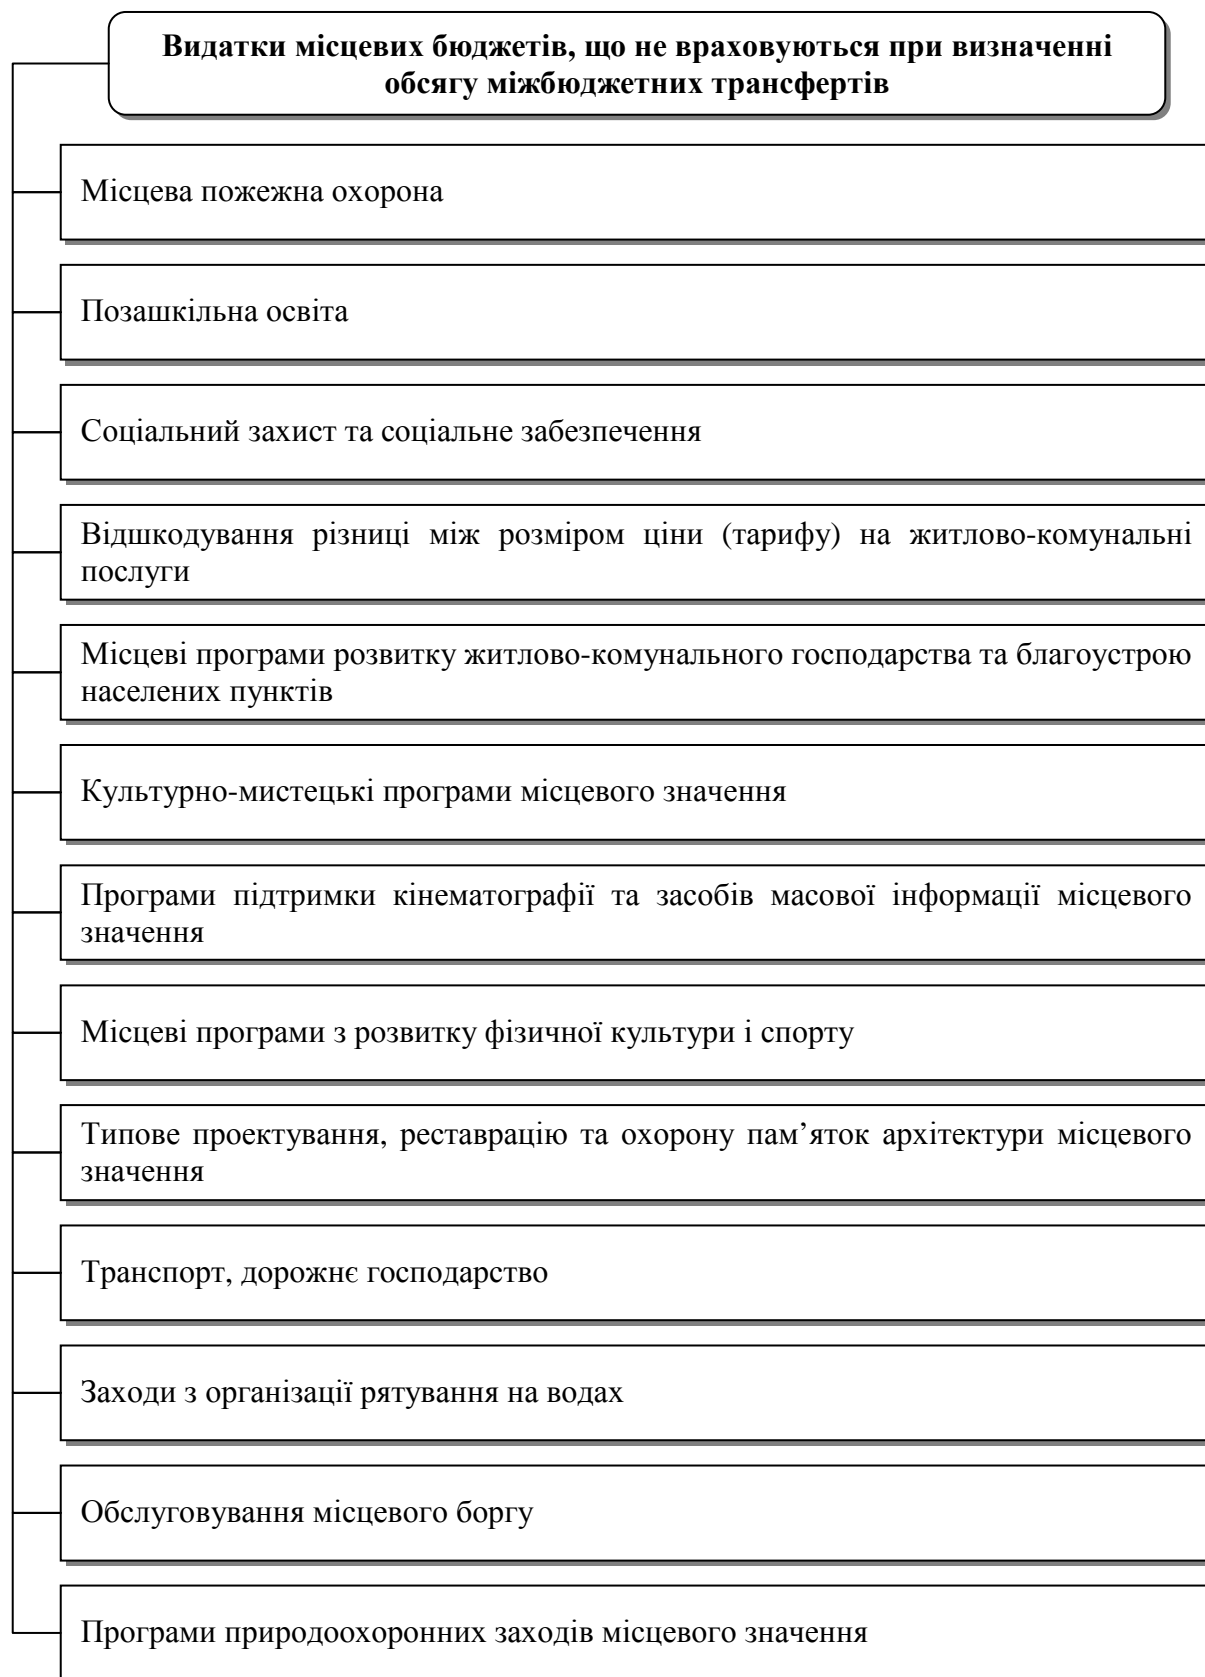 Видатки місцевих бюджетів, що не враховуються при визначенні
обсягу міжбюджетних трансфертів
Місцева пожежна охорона
Позашкільна освіта
Соціальний захист та соціальне забезпечення
Відшкодування різниці між розміром ціни (тарифу) на житлово-комунальні
послуги
Місцеві програми розвитку житлово-комунального господарства та благоустрою
населених пунктів
Культурно-мистецькі програми місцевого значення
Програми підтримки кінематографії та засобів масової інформації місцевого
значення
Місцеві програми з розвитку фізичної культури і спорту
Типове проектування, реставрацію та охорону пам’яток архітектури місцевого
значення
Транспорт, дорожнє господарство
Заходи з організації рятування на водах
Обслуговування місцевого боргу
Програми природоохоронних заходів місцевого значення